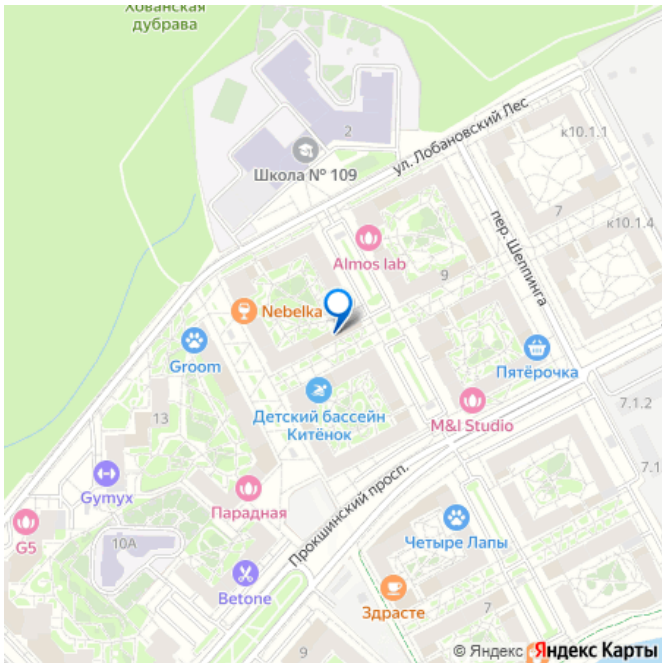 Хованская
дубрава
2
Школа № 109
ул. Лобановский Лес
к10.1.1
7
к10.1.4
пер. Шеппинга
Almos lab
9
Nebelka
Groom
Пятёрочка
Детский бассейн
Китёнок
M&I Studio
7.1.2
13
Gymyx
Парадная
Прокшинский просп.
G5
10А
Четыре Лапы
Betone
Здрасте
7
9
© Яндекс Яндекс Карты